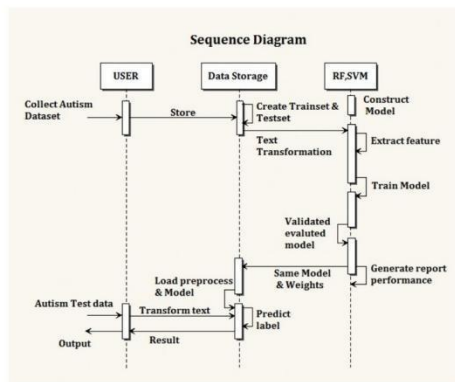 Sequence Diagram
USER
Data Storage
RF,SVM
Collect Autism
Dataset
Store
Create Trainset &
Testset
Construct
Model
Text
Transformation
Extract feature
Train Model
Validated
evaluted
model
Same Model
& Weights
Generate report
performance
Load preprocess
& Model
Autism Test data
Transform text
Predict
label
Output
Result